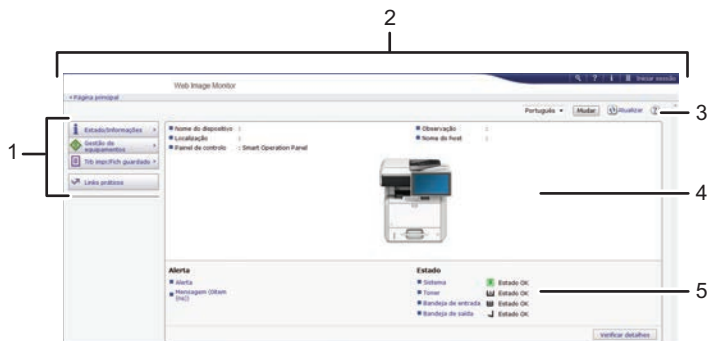 2
Web Image Monitor
? i Iniciar sessão
Página principal
Português Mudar Atualizar ?
3
1
Estado/Informações
Gestão de equipamentos
Trb impr/Fich guardado
Links práticos
Nome do dispositivo :
Localização :
Painel de controlo : Smart Operation Panel
Observação :
Nome do host :
4
Alerta
Alerta
Mensagem (0Item (ns))
Estado
Sistema Estado OK
Toner Estado OK
Bandeja de entrada Estado OK
Bandeja de saída Estado OK
5
Verificar detalhes